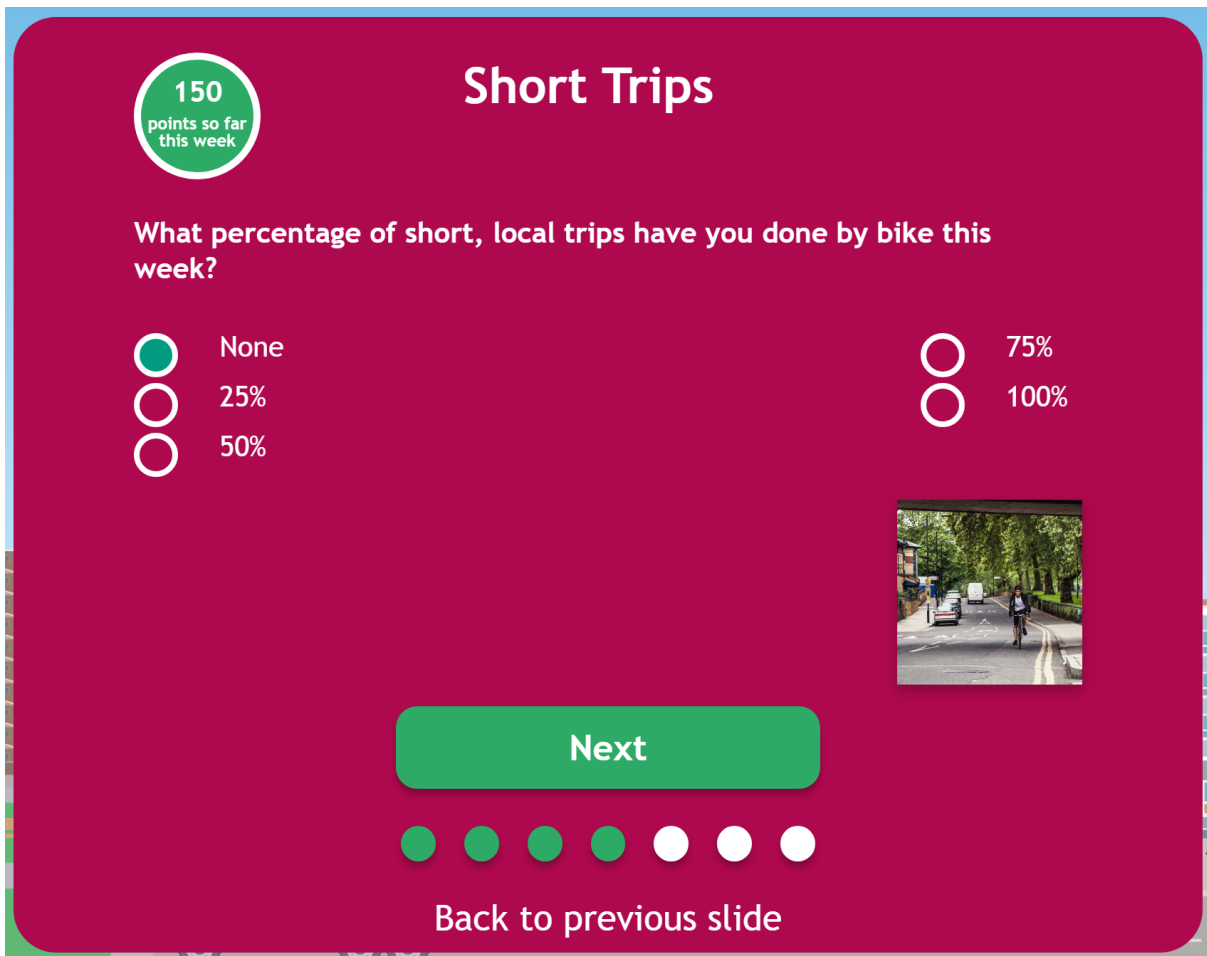 150
points so far
this week
Short Trips
What percentage of short, local trips have you done by bike this
week?
None
25%
50%
75%
100%
Next
Back to previous slide